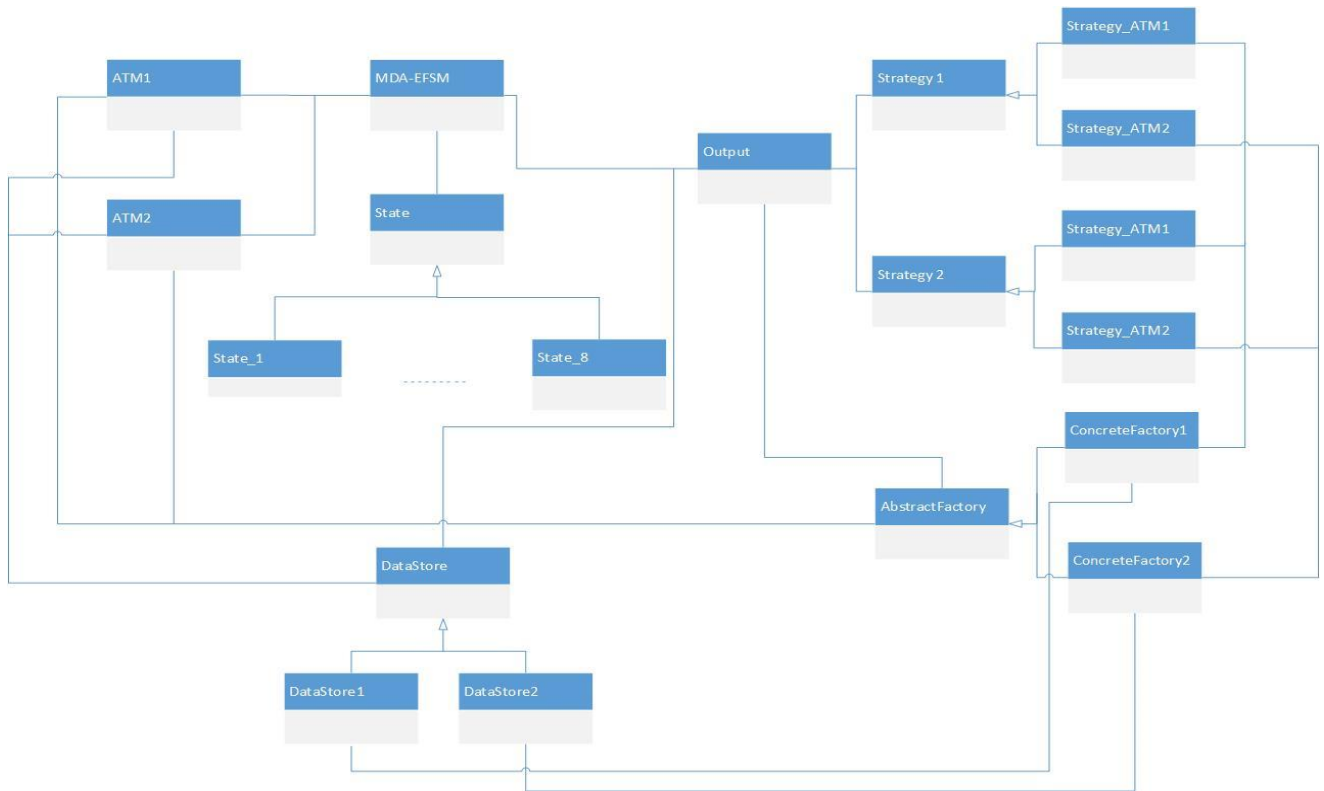 Strategy_ATM1
ATM1
MDA-EFSM
Strategy 1
Strategy_ATM2
Output
ATM2
State
Strategy_ATM1
Strategy 2
Strategy_ATM2
State_1
State_8
ConcreteFactory1
AbstractFactory
DataStore
ConcreteFactory2
DataStore1
DataStore2